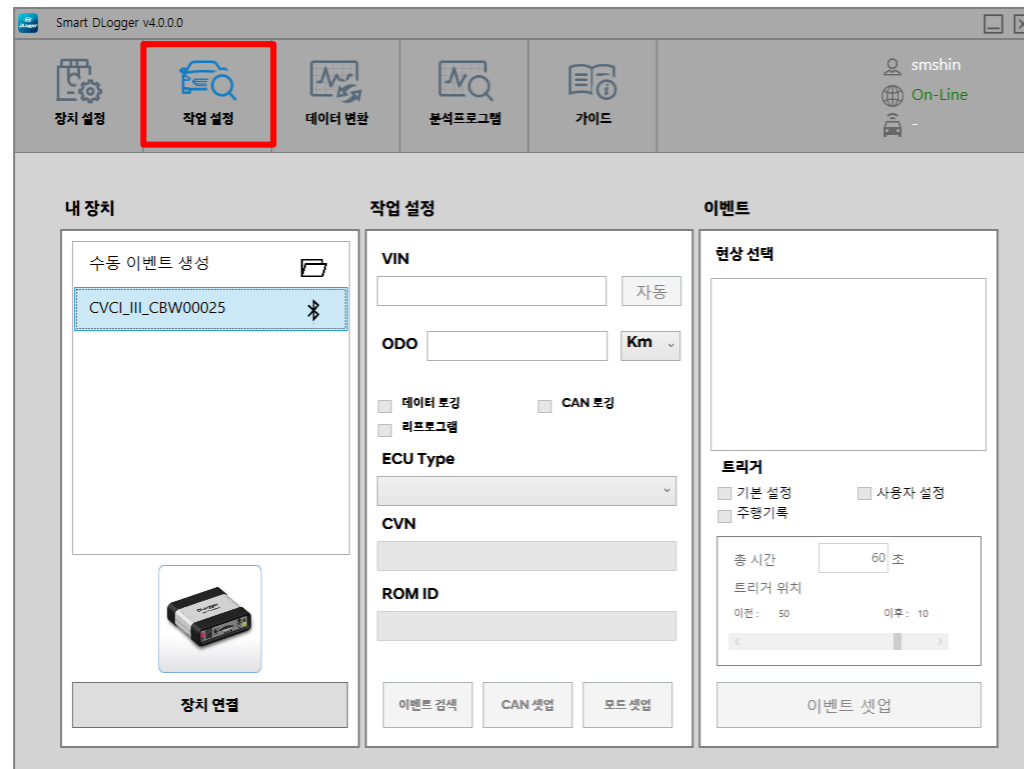 Smart DLogger v4.0.0.0
smshin
On-Line
-
장치 설정 작업 설정 데이터 변환 분석프로그램 가이드
내 장치 작업 설정 이벤트
수동 이벤트 생성
CVCI_III_CBW00025
장치 연결
VIN
자동
ODO Km
데이터 로깅 CAN 로깅
리프로그램
ECU Type
CVN
ROM ID
이벤트 검색 CAN 셋업 모드 셋업
현상 선택
트리거
기본 설정 사용자 설정
주행기록
총 시간 60 초
트리거 위치
이전 : 50 이후 : 10
이벤트 셋업